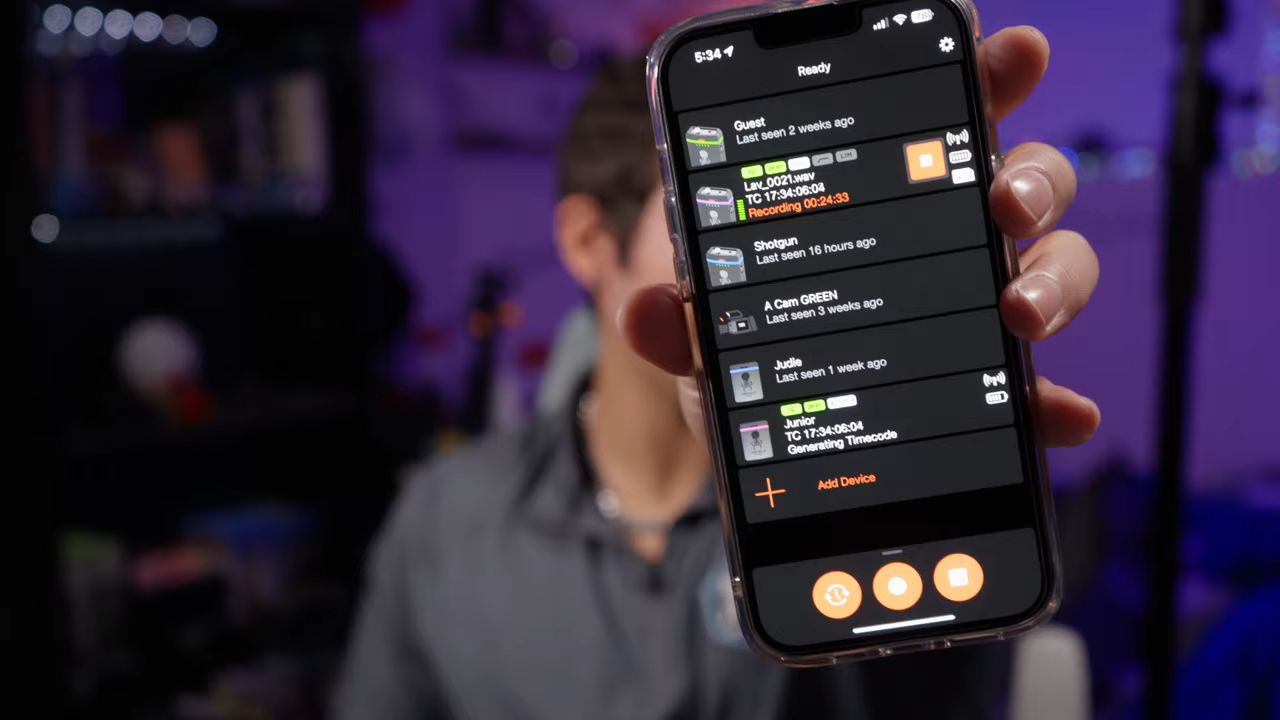 5:34
78
Ready
Guest
Last seen 2 weeks ago
LIM
Lav_0021.wav
TC 17:34:06:04
Recording 00:24:33
Shotgun
Last seen 16 hours ago
A Cam GREEN
Last seen 3 weeks ago
Judie
Last seen 1 week ago
Junior
TC 17:34:06:04
Generating Timecode
Add Device